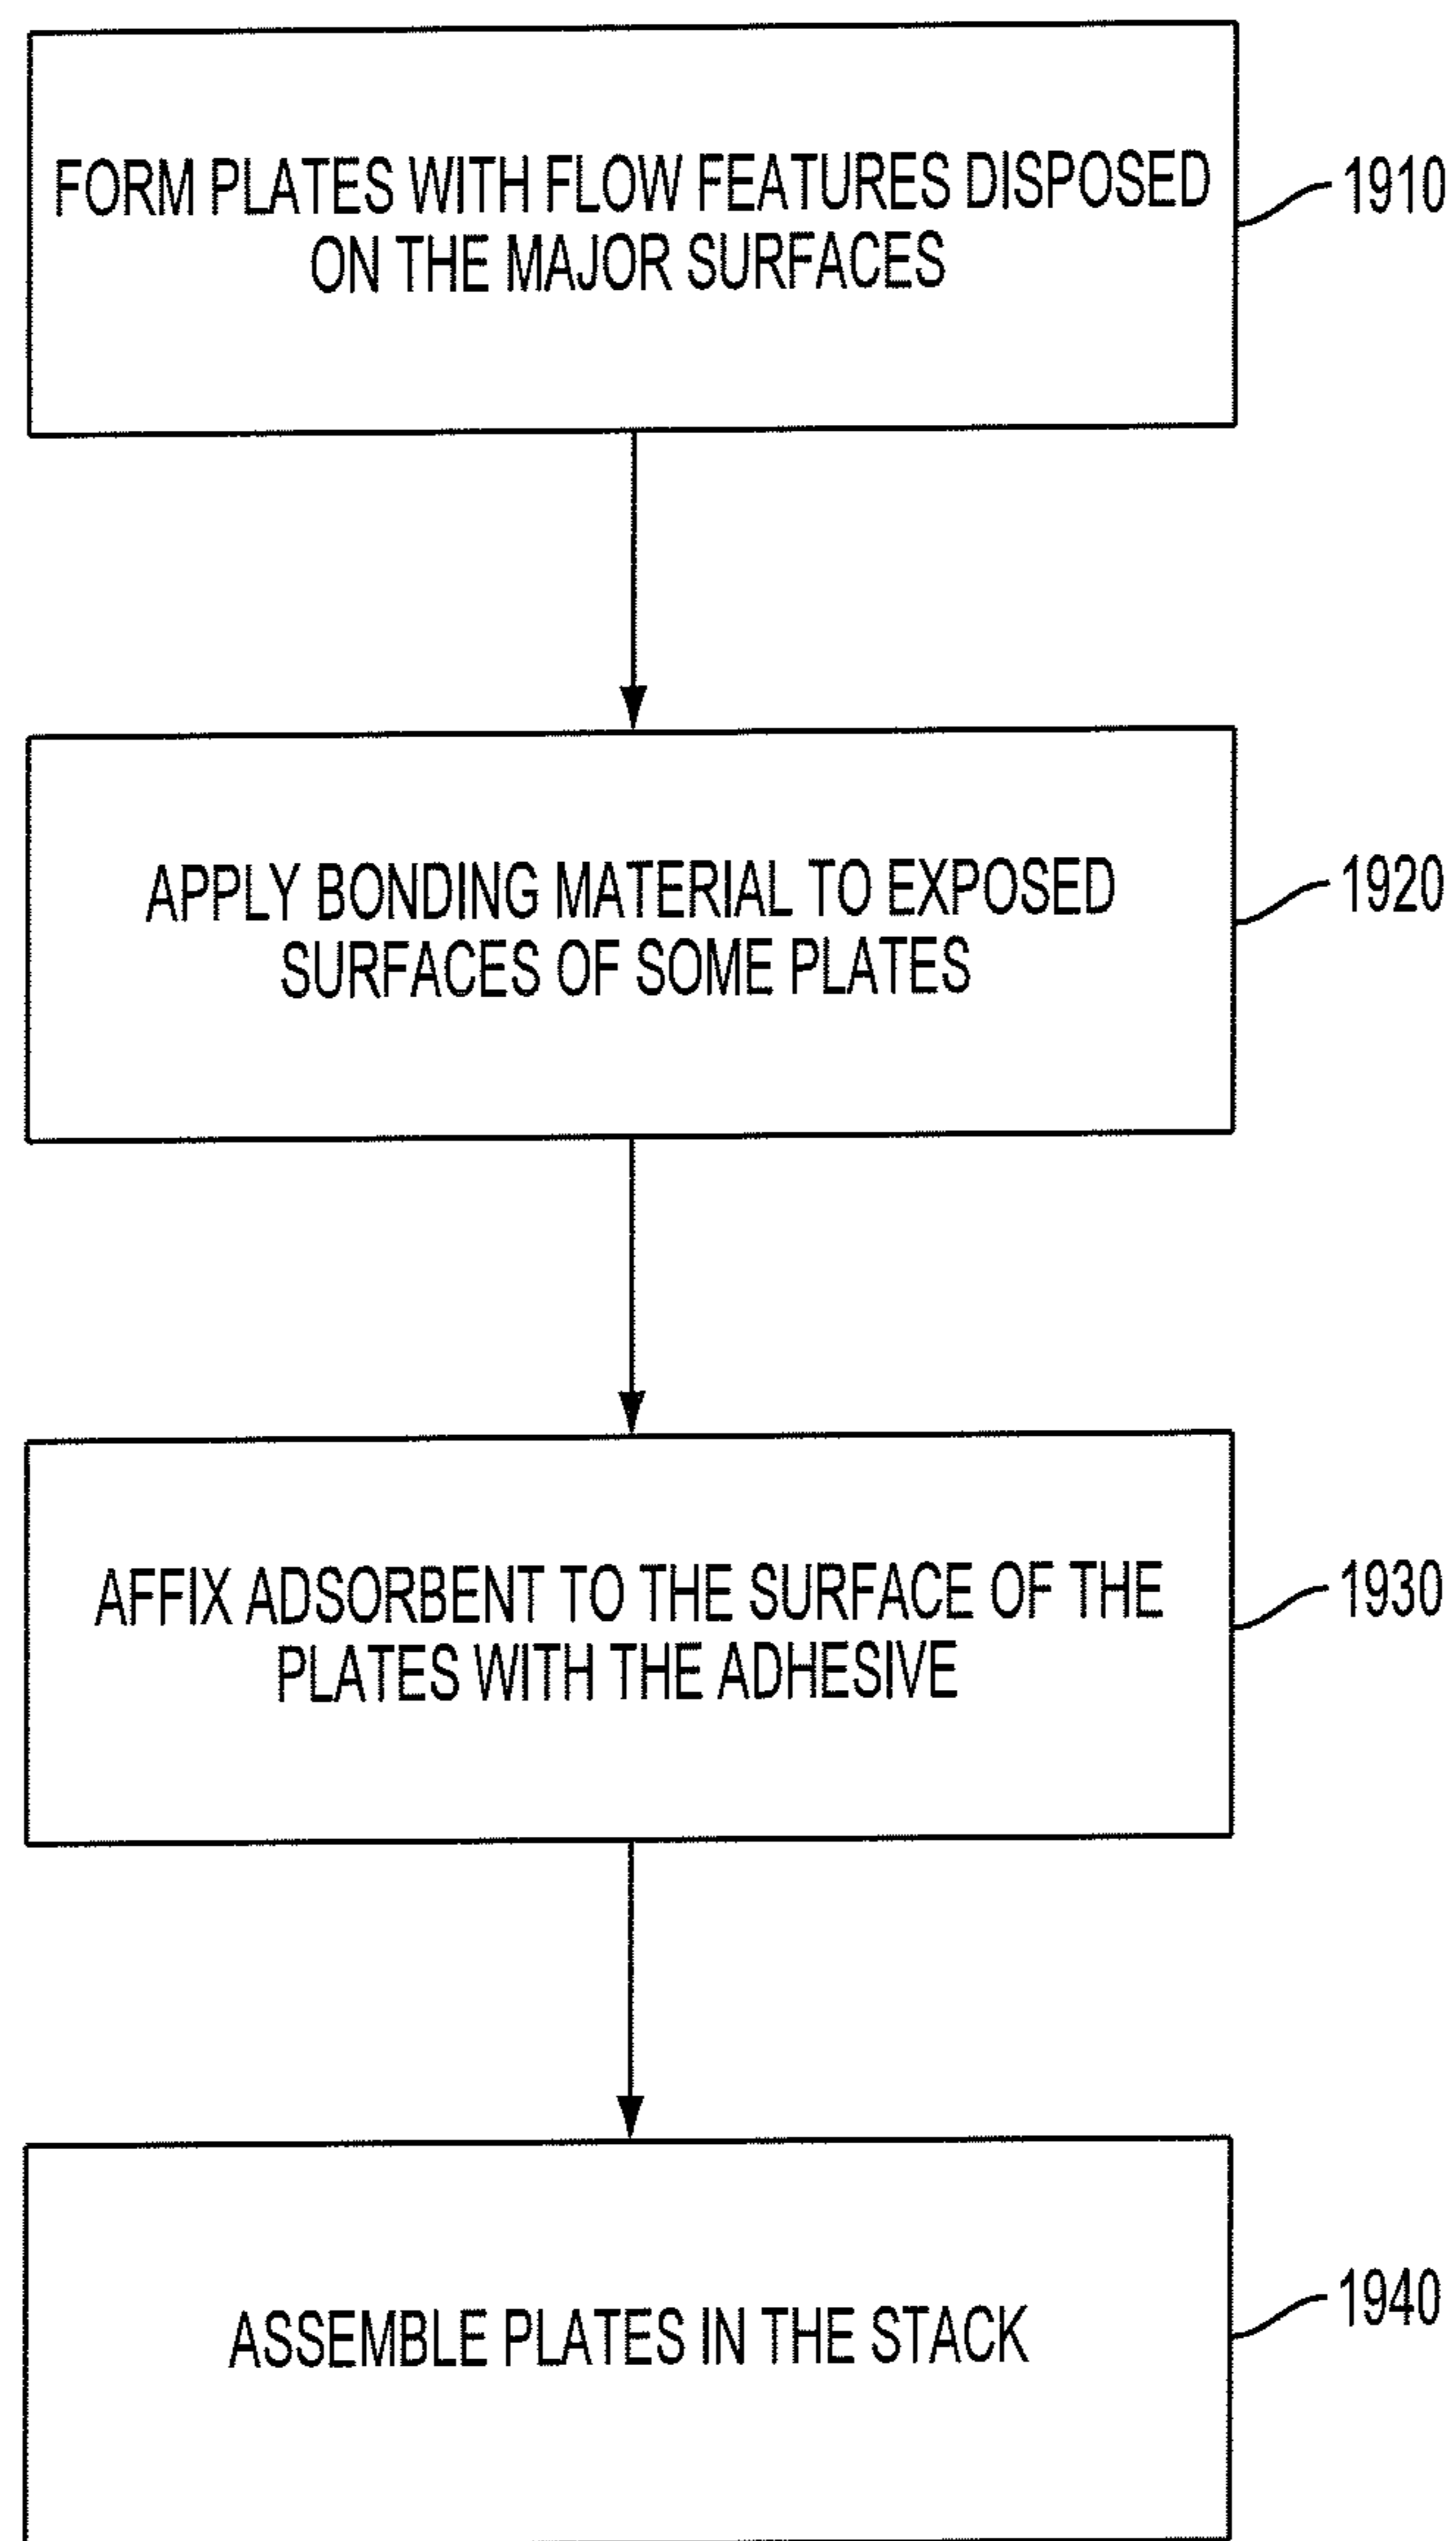 FORM PLATES WITH FLOW FEATURES DISPOSED
ON THE MAJOR SURFACES
1910
APPLY BONDING MATERIAL TO EXPOSED
SURFACES OF SOME PLATES
1920
AFFIX ADSORBENT TO THE SURFACE OF THE
PLATES WITH THE ADHESIVE
1930
ASSEMBLE PLATES IN THE STACK
1940